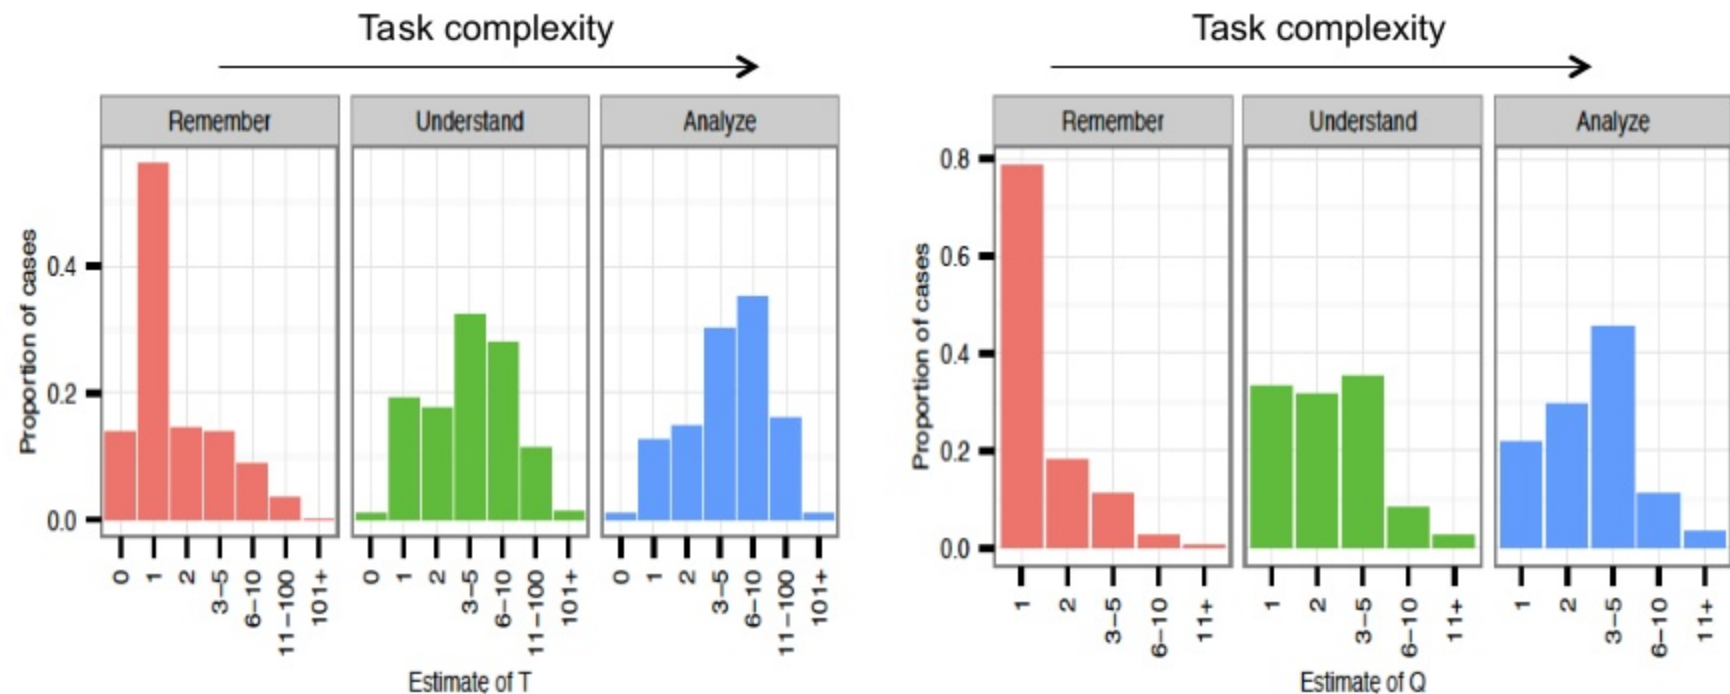 Task complexity
Remember Understand Analyze
Proportion of cases
0.4
0.2
0.0
0 1 2 3–5 6–10 11–100 101+ 0 1 2 3–5 6–10 11–100 101+ 0 1 2 3–5 6–10 11–100 101+
Estimate of T
Task complexity
Remember Understand Analyze
Proportion of cases
0.8
0.6
0.4
0.2
0.0
1 2 3–5 6–10 11+ 1 2 3–5 6–10 11+ 1 2 3–5 6–10 11+
Estimate of Q